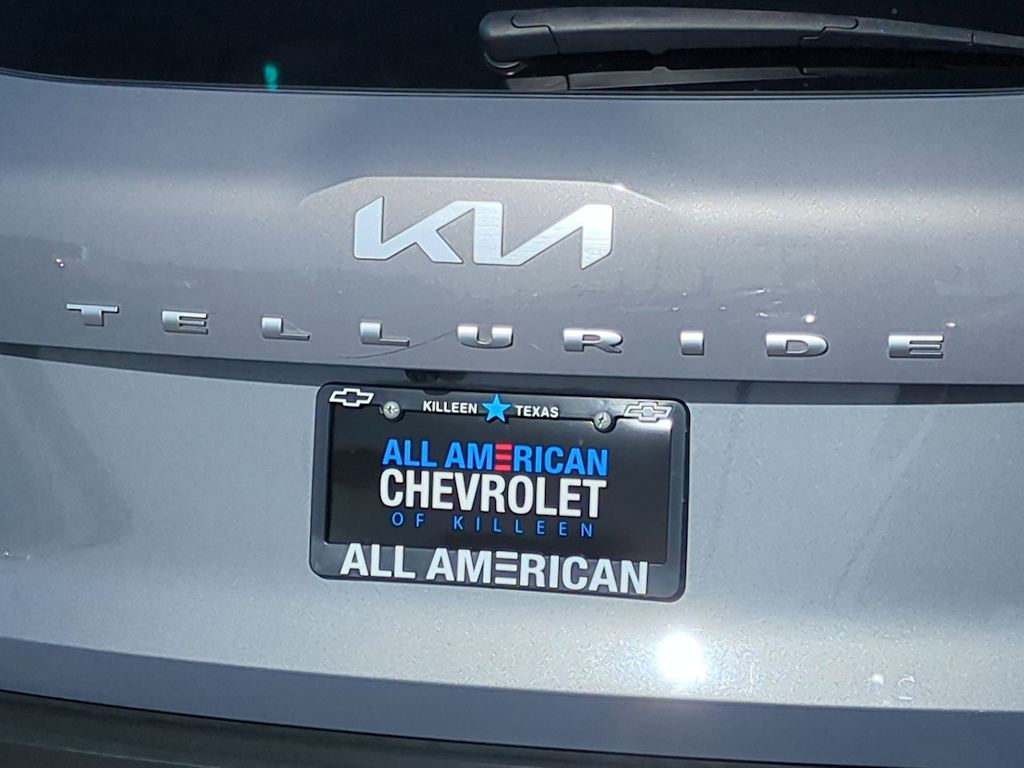 KIA
TELLURIDE
KILLEEN TEXAS
ALL AMERICAN
CHEVROLET
OF KILLEEN
ALL AMERICAN